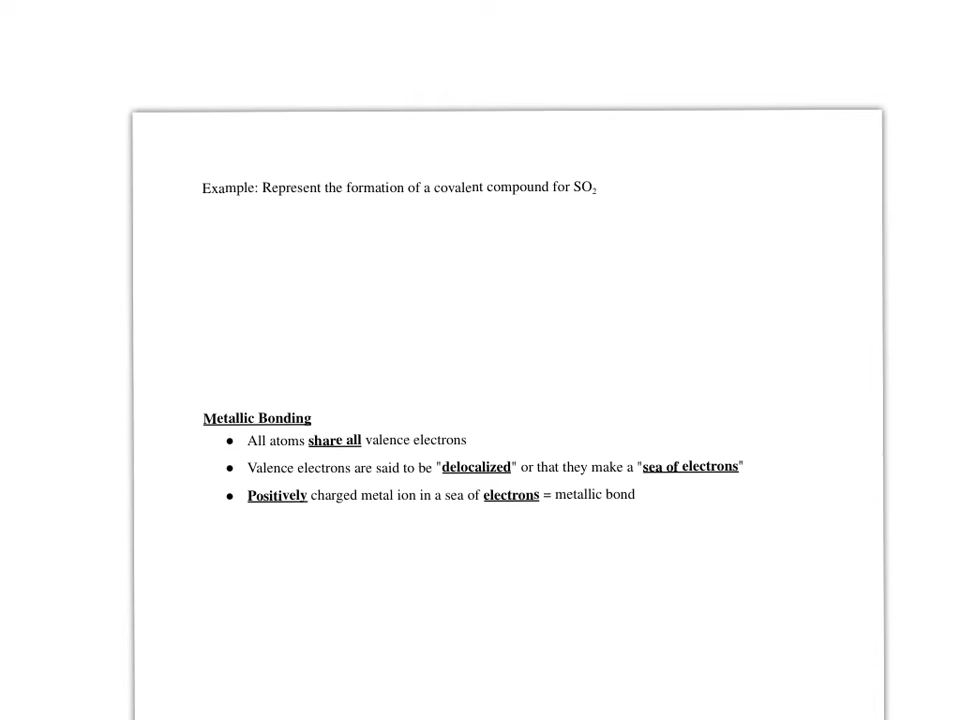 Example: Represent the formation of a covalent compound for SO₂
Metallic Bonding
● All atoms share all valence electrons
● Valence electrons are said to be "delocalized" or that they make a "sea of electrons"
● Positively charged metal ion in a sea of electrons = metallic bond